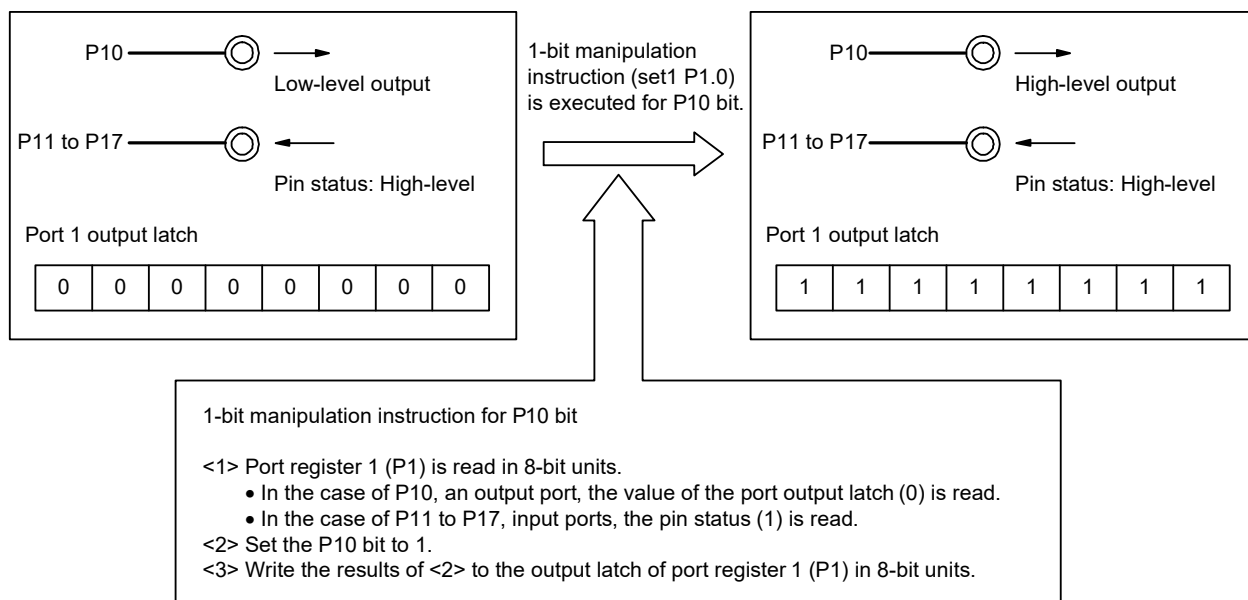 P10
Low-level output
P11 to P17
Pin status: High-level
Port 1 output latch
0 0 0 0 0 0 0 0
1-bit manipulation
instruction (set1 P1.0)
is executed for P10 bit.
P10
High-level output
P11 to P17
Pin status: High-level
Port 1 output latch
1 1 1 1 1 1 1 1
1-bit manipulation instruction for P10 bit
<1> Port register 1 (P1) is read in 8-bit units.
• In the case of P10, an output port, the value of the port output latch (0) is read.
• In the case of P11 to P17, input ports, the pin status (1) is read.
<2> Set the P10 bit to 1.
<3> Write the results of <2> to the output latch of port register 1 (P1) in 8-bit units.